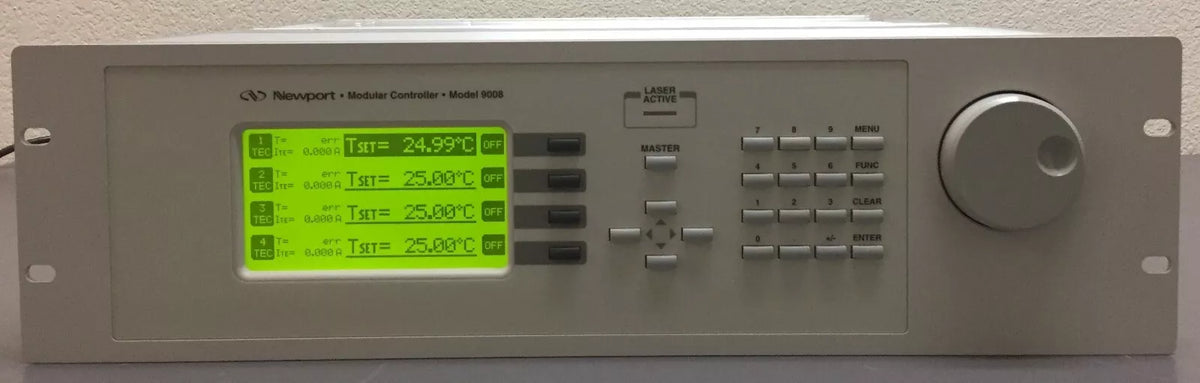 Newport • Modular Controller • Model 9008
1 TEC T= err ITE= 0.000 A TSET= 24.99°C OFF
2 TEC T= err ITE= 0.000 A TSET= 25.00°C OFF
3 TEC T= err ITE= 0.000 A TSET= 25.00°C OFF
4 TEC T= err ITE= 0.000 A TSET= 25.00°C OFF
LASER
ACTIVE
MASTER
7 8 9 MENU
4 5 6 FUNC
1 2 3 CLEAR
0 . +/- ENTER